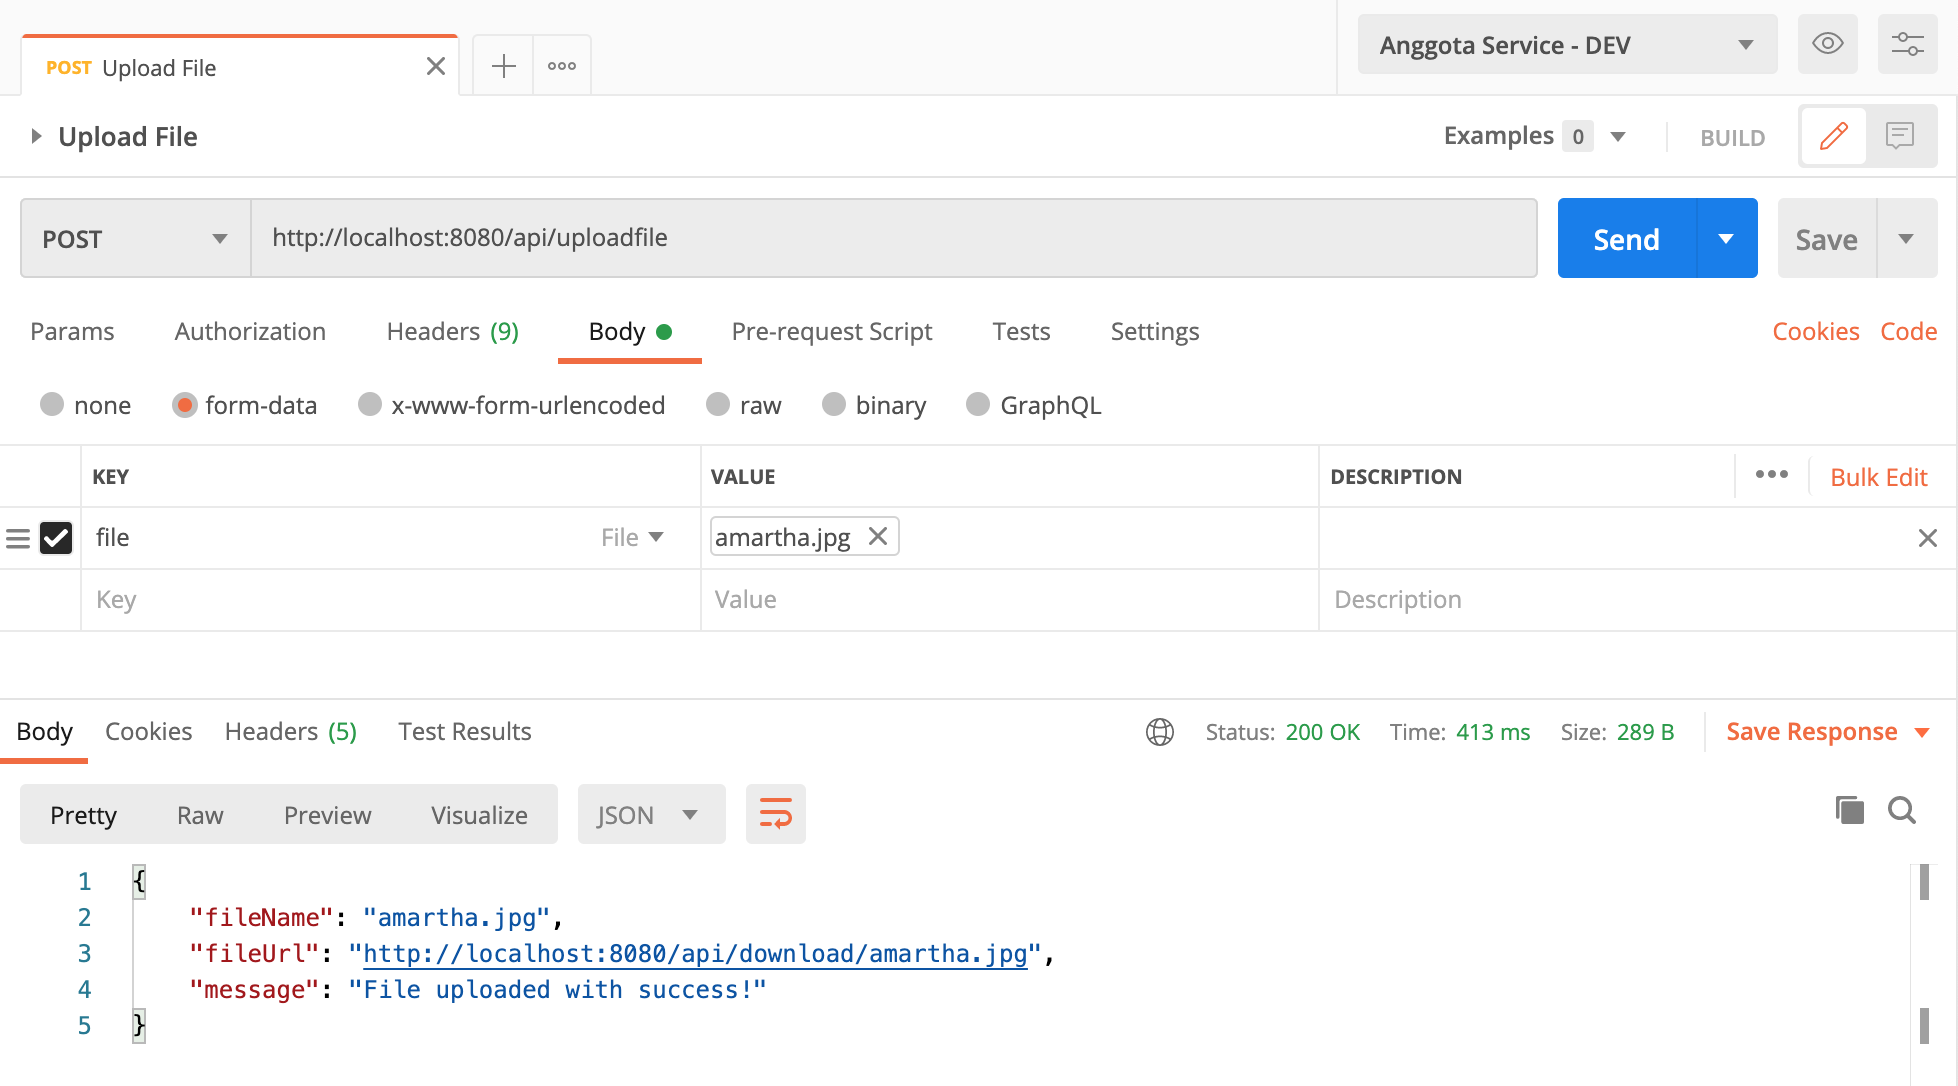 POST Upload File
Anggota Service - DEV
Upload File
Examples 0 BUILD
POST http://localhost:8080/api/uploadfile Send Save
Params Authorization Headers (9) Body Pre-request Script Tests Settings Cookies Code
none form-data x-www-form-urlencoded raw binary GraphQL
KEY VALUE DESCRIPTION Bulk Edit
file File amartha.jpg
Key Value Description
Body Cookies Headers (5) Test Results Status: 200 OK Time: 413 ms Size: 289 B Save Response
Pretty Raw Preview Visualize JSON
1 {
2 "fileName": "amartha.jpg",
3 "fileUrl": "http://localhost:8080/api/download/amartha.jpg",
4 "message": "File uploaded with success!"
5 }